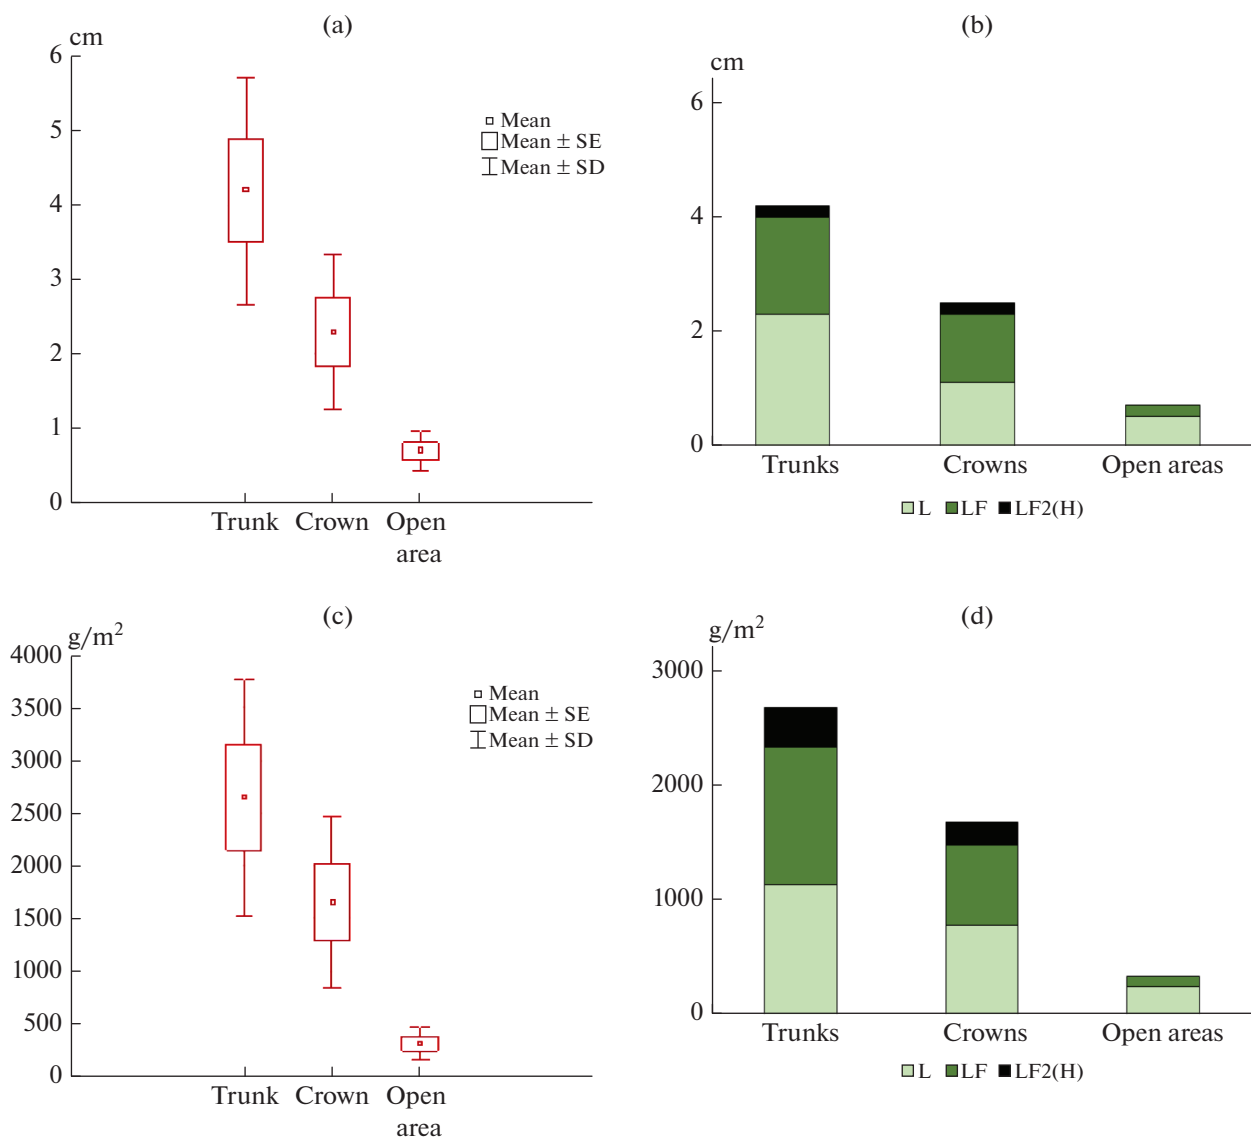 (a)
cm
6
5
4
3
2
1
0
Mean
Mean ± SE
Mean ± SD
Trunk Crown Open
area
(b)
cm
6
4
2
0
Trunks Crowns Open areas
L LF LF2(H)
(c)
g/m²
4000
3500
3000
2500
2000
1500
1000
500
0
Mean
Mean ± SE
Mean ± SD
Trunk Crown Open
area
(d)
g/m²
3000
2000
1000
0
Trunks Crowns Open areas
L LF LF2(H)